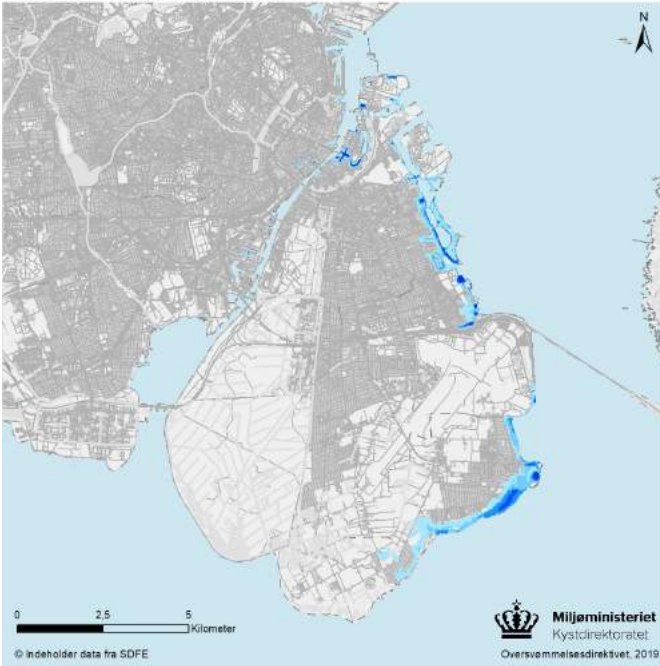 N
0 2,5 5
Kilometer
© Indeholder data fra SDFE
Miljøministeriet
Kystdirektoratet
Oversvømmelsesdirektivet, 2019